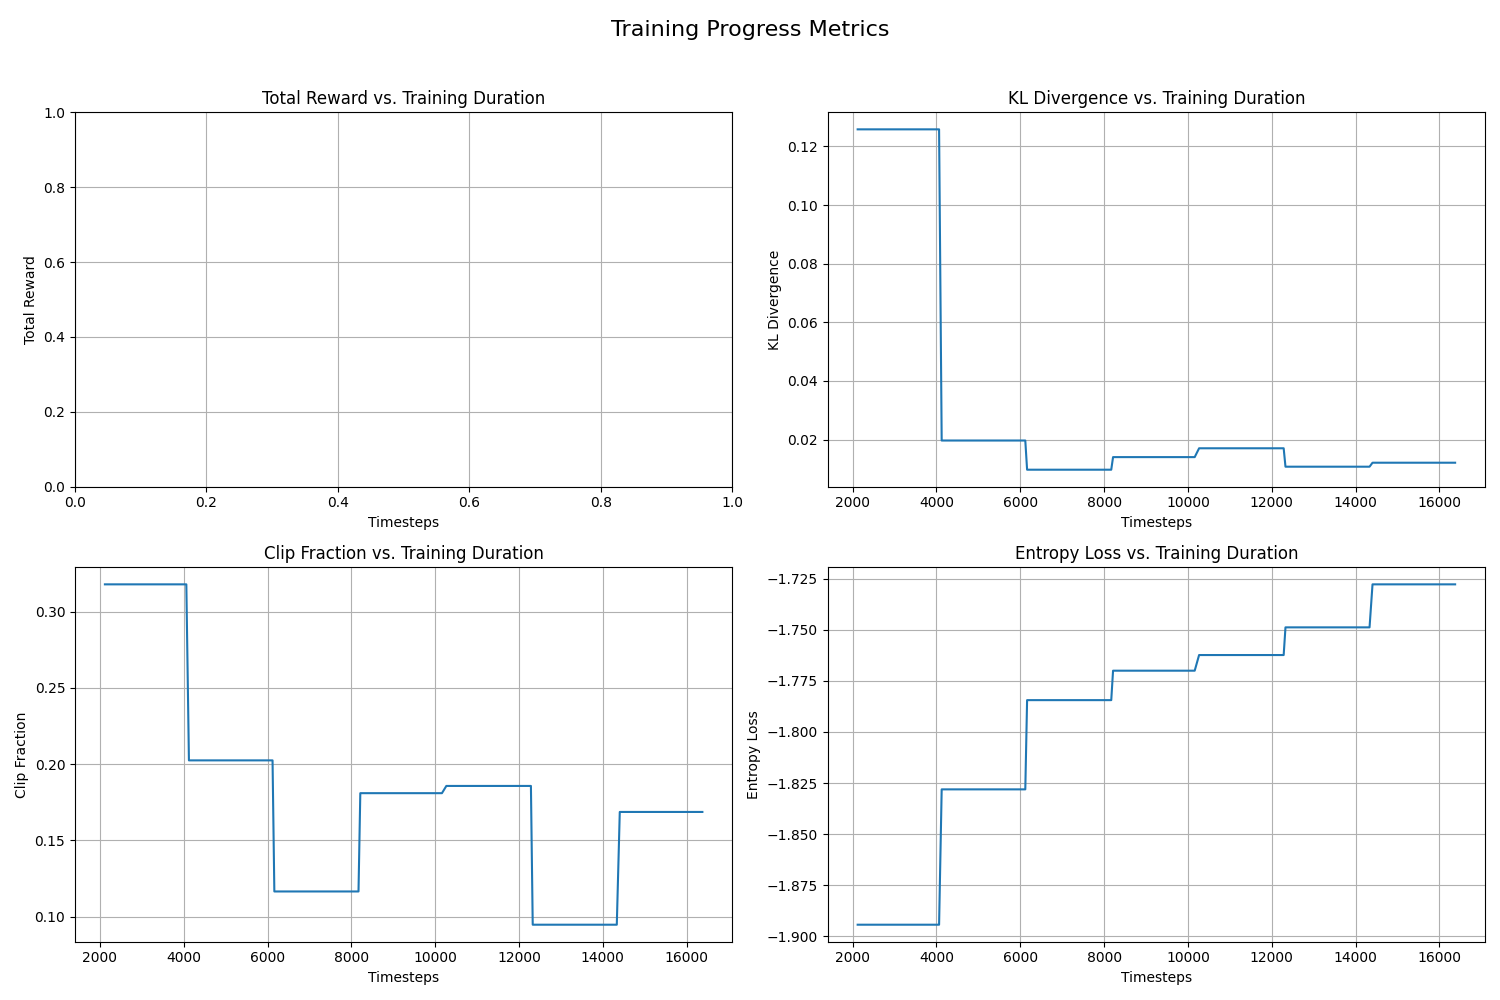 Training Progress Metrics
Total Reward vs. Training Duration
1.0
0.8
0.6
0.4
0.2
0.0
Total Reward
0.0 0.2 0.4 0.6 0.8 1.0
Timesteps
KL Divergence vs. Training Duration
0.12
0.10
0.08
0.06
0.04
0.02
KL Divergence
2000 4000 6000 8000 10000 12000 14000 16000
Timesteps
Clip Fraction vs. Training Duration
0.30
0.25
0.20
0.15
0.10
Clip Fraction
2000 4000 6000 8000 10000 12000 14000 16000
Timesteps
Entropy Loss vs. Training Duration
−1.725
−1.750
−1.775
−1.800
−1.825
−1.850
−1.875
−1.900
Entropy Loss
2000 4000 6000 8000 10000 12000 14000 16000
Timesteps